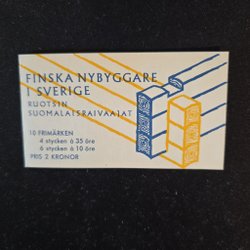 FINSKA NYBYGGARE
I SVERIGE
RUOTSIN
SUOMALAISRAIVAAJAT
10 FRIMÄRKEN
4 stycken á 35 öre
6 stycken á 10 öre
PRIS 2 KRONOR